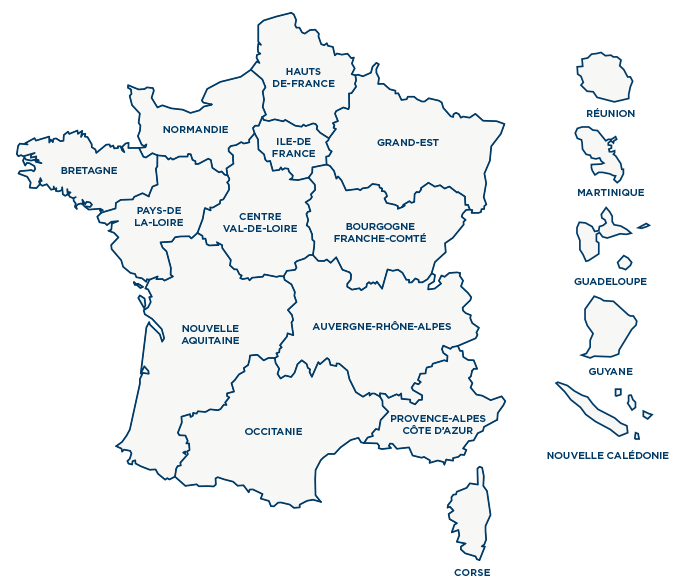 HAUTS
DE-FRANCE
NORMANDIE
ILE-DE
FRANCE
GRAND-EST
BRETAGNE
PAYS-DE
LA-LOIRE
CENTRE
VAL-DE-LOIRE
BOURGOGNE
FRANCHE-COMTÉ
NOUVELLE
AQUITAINE
AUVERGNE-RHÔNE-ALPES
OCCITANIE
PROVENCE-ALPES
CÔTE D'AZUR
CORSE
RÉUNION
MARTINIQUE
GUADELOUPE
GUYANE
NOUVELLE CALÉDONIE